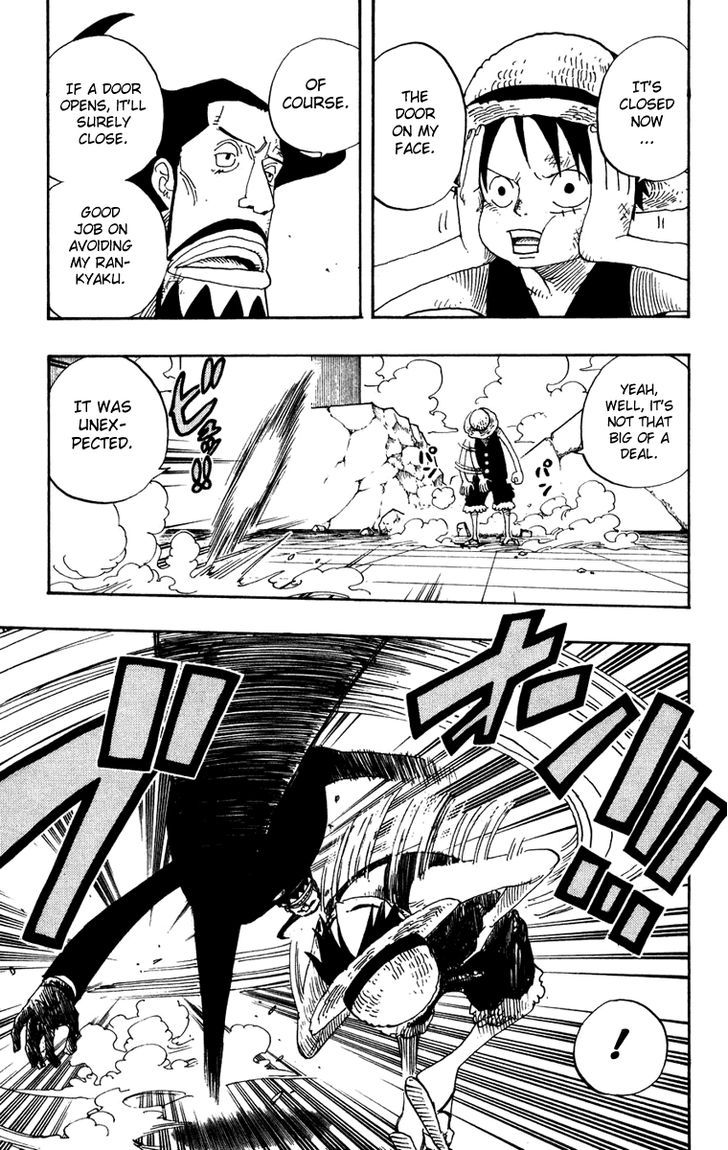 IT'S
CLOSED
NOW
...
THE
DOOR
ON MY
FACE.
OF
COURSE.
IF A DOOR
OPENS, IT'LL
SURELY
CLOSE.
GOOD
JOB ON
AVOIDING
MY RAN-
KYAKU.
YEAH,
WELL, IT'S
NOT THAT
BIG OF A
DEAL.
パン
パン
ビッ!!
IT WAS
UNEX-
PECTED.
ブオン!!!
!